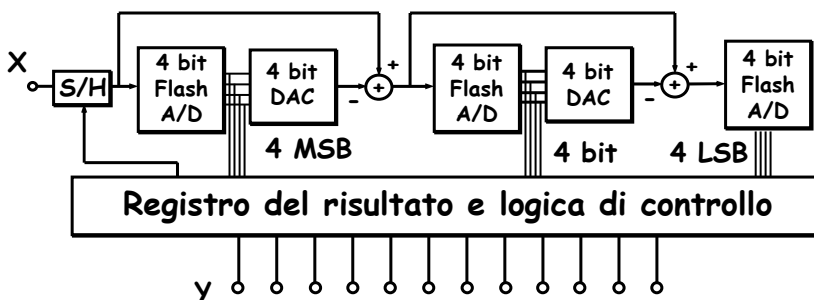 X
S/H
4 bit
Flash
A/D
4 bit
DAC
+
-
+
4 bit
Flash
A/D
4 bit
DAC
+
-
+
4 bit
Flash
A/D
4 MSB
4 bit
4 LSB
Registro del risultato e logica di controllo
y